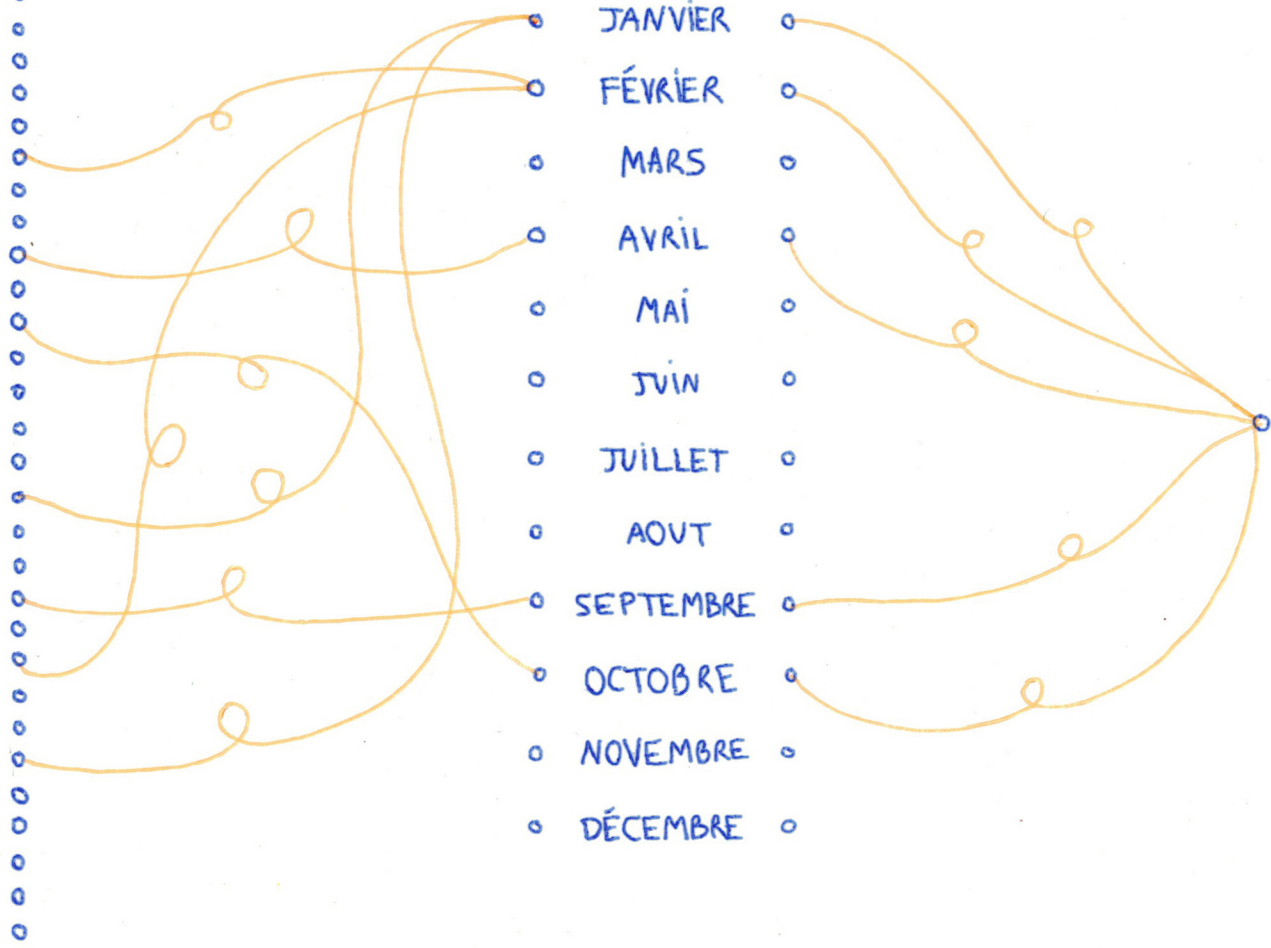 JANVIER
FÉVRIER
MARS
AVRIL
MAI
JUIN
JUILLET
AOUT
SEPTEMBRE
OCTOBRE
NOVEMBRE
DÉCEMBRE